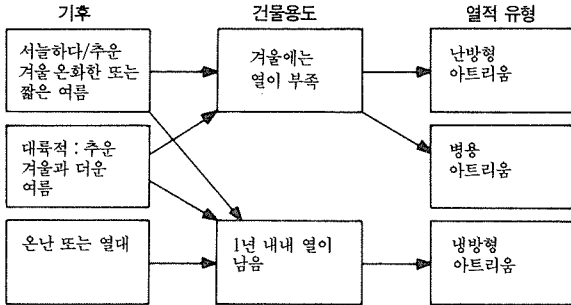 기후 건물용도 열적 유형
서늘하다/추운
겨울 온화한 또는
짧은 여름
겨울에는
열이 부족
난방형
아트리움
대륙적 : 추운
겨울과 더운
여름
병용
아트리움
온난 또는 열대
1년 내내 열이
남음
냉방형
아트리움